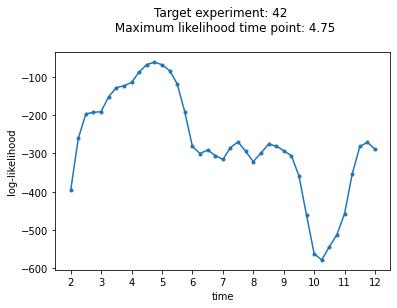 Target experiment: 42
Maximum likelihood time point: 4.75
log-likelihood
−100
−200
−300
−400
−500
−600
2 3 4 5 6 7 8 9 10 11 12
time